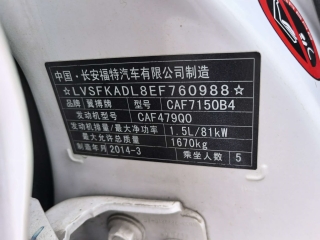 中国·长安福特汽车有限公司制造
☆LVSFKADL8EF760988☆
品牌 翼搏牌 型号 CAF7150B4
发动机型号 CAF479Q0
发动机排量/最大净功率 1.5L/81kW
最大允许总质量 1670kg
制造年月 2014-3 乘坐人数 5